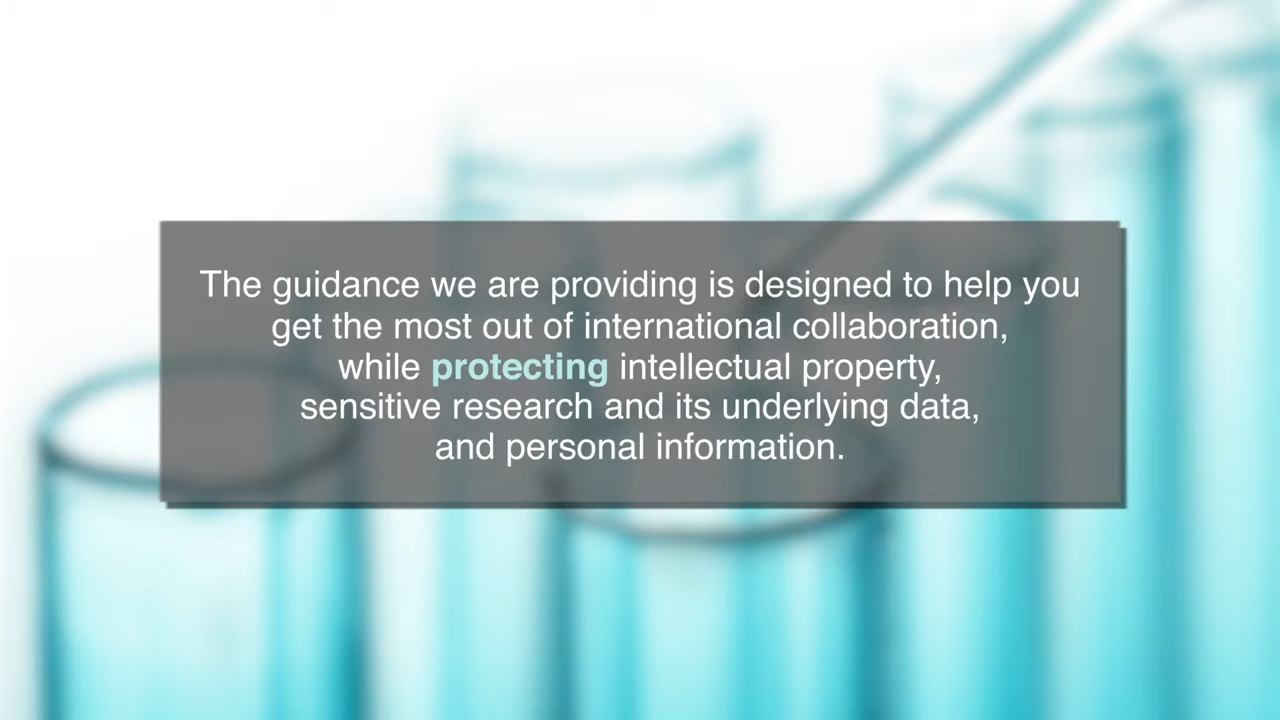 The guidance we are providing is designed to help you
get the most out of international collaboration,
while protecting intellectual property,
sensitive research and its underlying data,
and personal information.